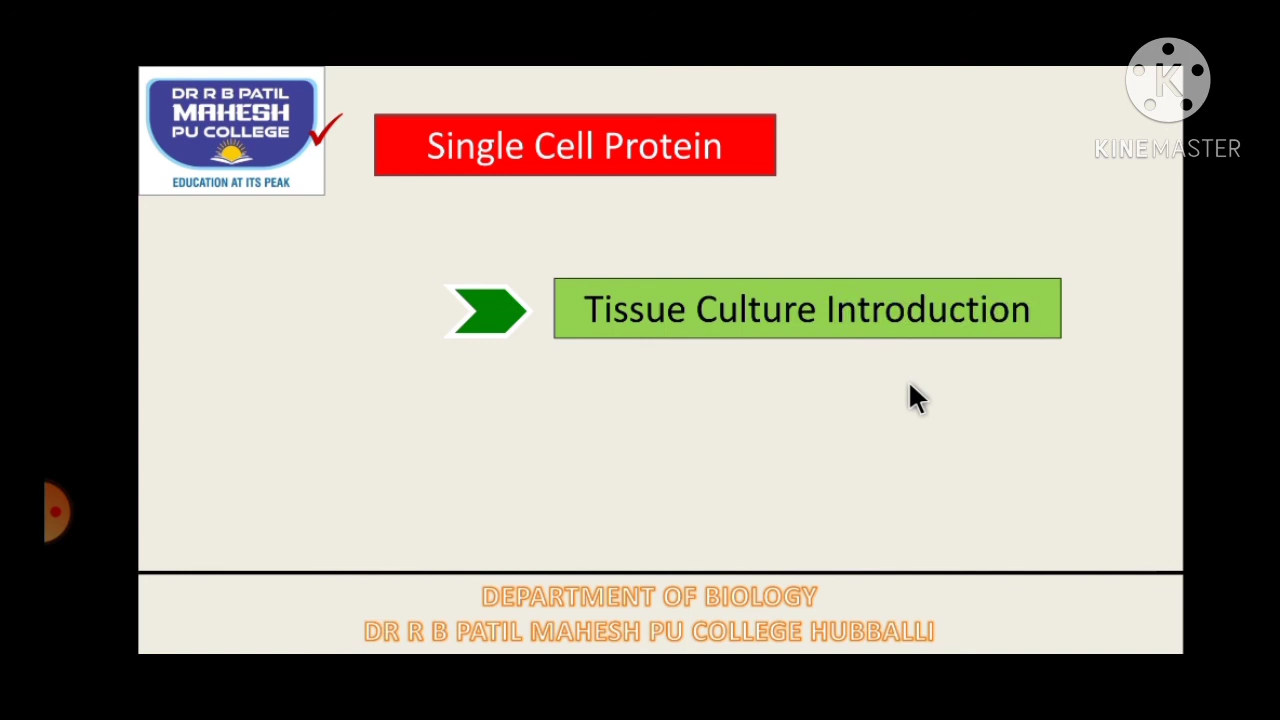 DR R B PATIL
MAHESH
PU COLLEGE
EDUCATION AT ITS PEAK
Single Cell Protein
K
KINEMASTER
Tissue Culture Introduction
DEPARTMENT OF BIOLOGY
DR R B PATIL MAHESH PU COLLEGE HUBBALLI